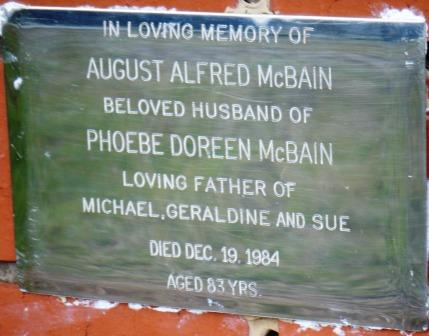 IN LOVING MEMORY OF
AUGUST ALFRED McBAIN
BELOVED HUSBAND OF
PHOEBE DOREEN McBAIN
LOVING FATHER OF
MICHAEL, GERALDINE AND SUE
DIED DEC. 19. 1984
AGED 83 YRS.